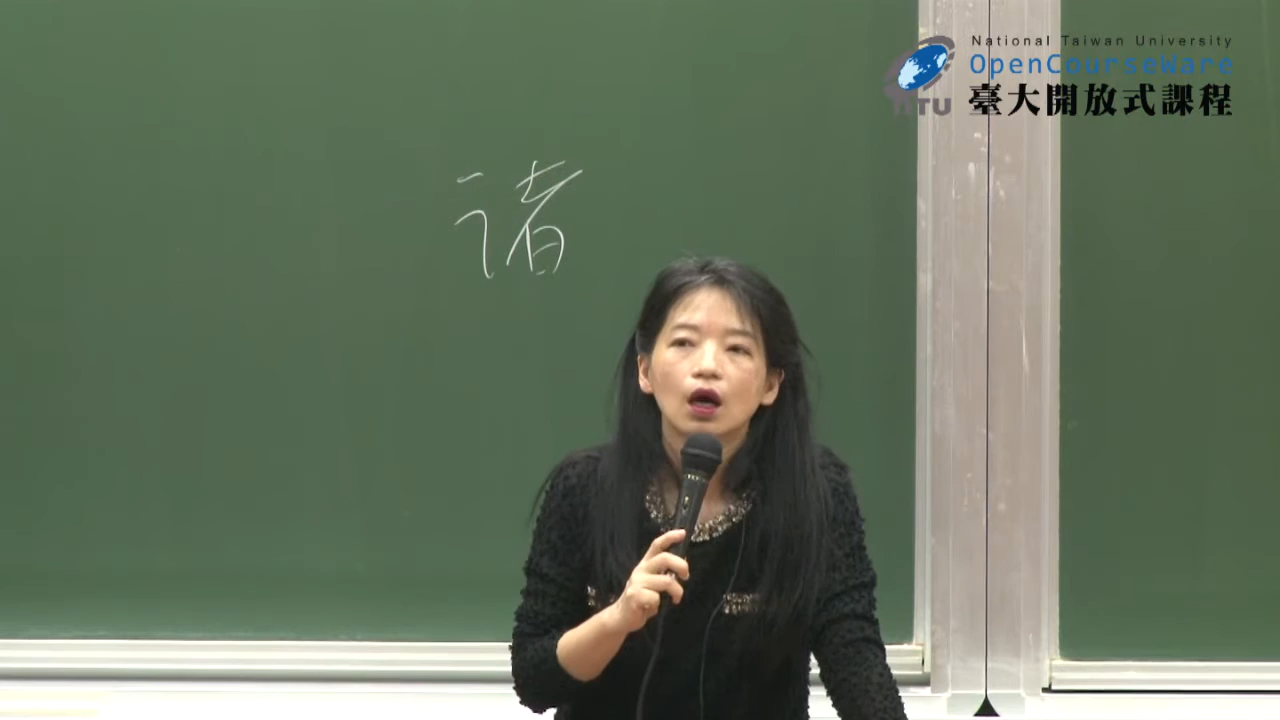 National Taiwan University
OpenCourseWare
NTU 臺大開放式課程
诸